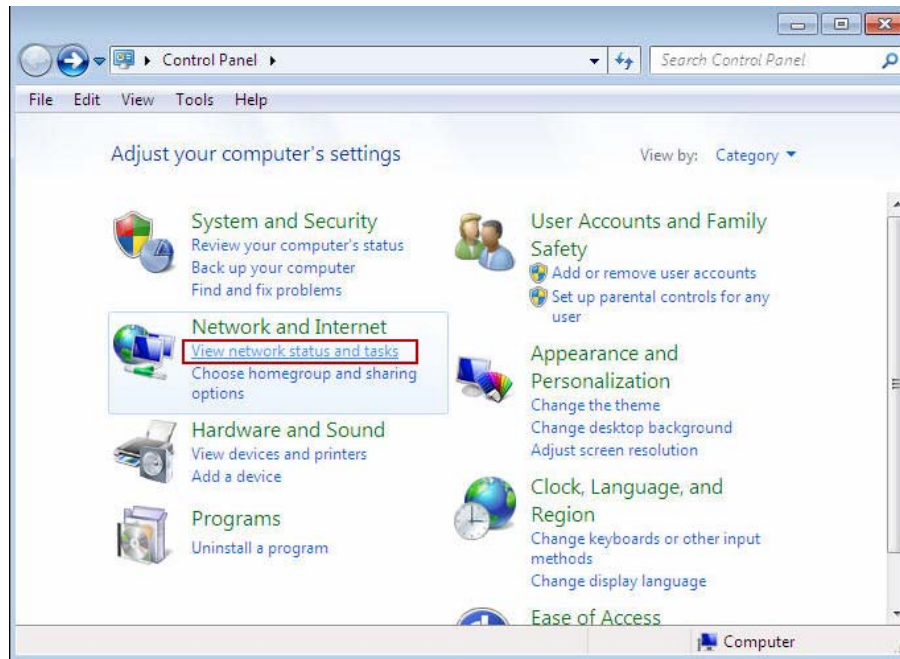 Control Panel
Search Control Panel
File Edit View Tools Help
Adjust your computer's settings
View by: Category
System and Security
Review your computer's status
Back up your computer
Find and fix problems
Network and Internet
View network status and tasks
Choose homegroup and sharing
options
Hardware and Sound
View devices and printers
Add a device
Programs
Uninstall a program
User Accounts and Family
Safety
Add or remove user accounts
Set up parental controls for any
user
Appearance and
Personalization
Change the theme
Change desktop background
Adjust screen resolution
Clock, Language, and
Region
Change keyboards or other input
methods
Change display language
Ease of Access
Computer